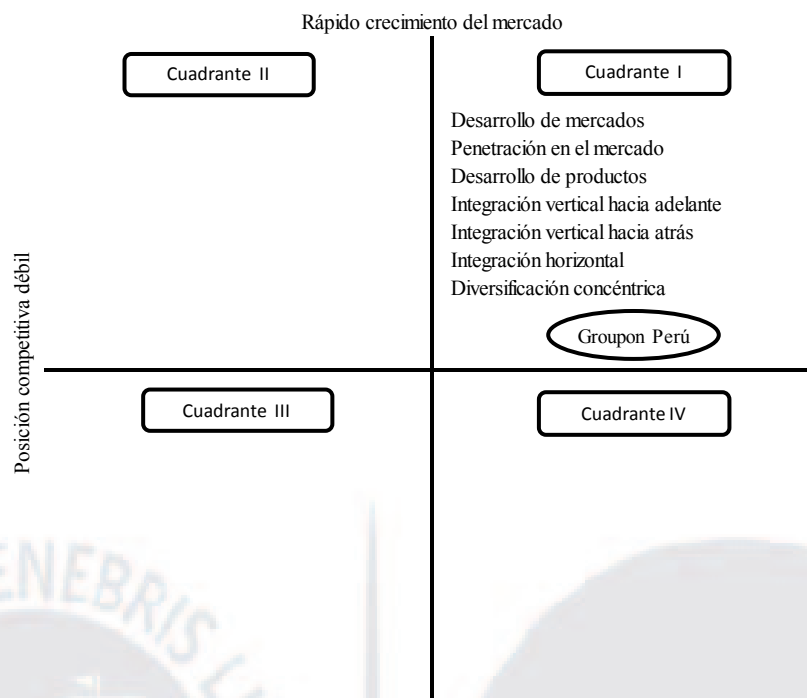 Rápido crecimiento del mercado
Cuadrante II
Cuadrante I
Desarrollo de mercados
Penetración en el mercado
Desarrollo de productos
Integración vertical hacia adelante
Integración vertical hacia atrás
Integración horizontal
Diversificación concéntrica
Groupon Perú
Posición competitiva débil
Cuadrante III
Cuadrante IV
ENEBRIS